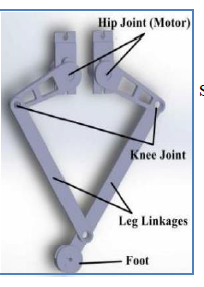 Hip Joint (Motor)
Knee Joint
Leg Linkages
Foot